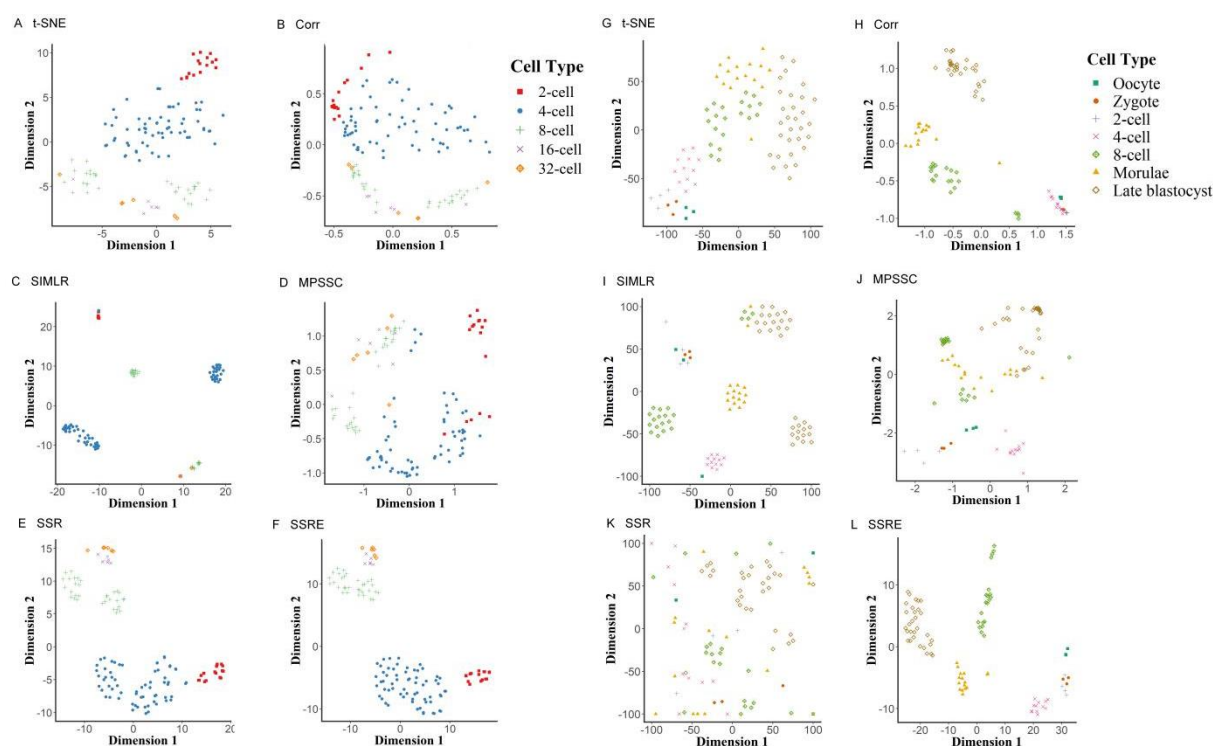 A t-SNE
B Corr
G t-SNE
H Corr
10
5
0
-5
-5 0 5
Dimension 1
Dimension 2
1.0
0.5
0.0
-0.5
-0.5 0.0 0.5
Dimension 1
Dimension 2
Cell Type
2-cell
4-cell
8-cell
16-cell
32-cell
50
0
-50
-100 -50 0 50 100
Dimension 1
Dimension 2
1.0
0.5
0.0
-0.5
-1.0
-1.0 -0.5 0.0 0.5 1.0 1.5
Dimension 1
Dimension 2
Cell Type
Oocyte
Zygote
2-cell
4-cell
8-cell
Morulae
Late blastocyst
C SIMLR
D MPSSC
I SIMLR
J MPSSC
20
10
0
-10
-20 -10 0 10 20
Dimension 1
Dimension 2
1.0
0.5
0.0
-0.5
-1.0
-1 0 1
Dimension 1
Dimension 2
100
50
0
-50
-100
-100 -50 0 50 100
Dimension 1
Dimension 2
2
0
-2
-2 -1 0 1 2
Dimension 1
Dimension 2
E SSR
F SSRE
K SSR
L SSRE
15
10
5
0
-5
-10
-10 0 10 20
Dimension 1
Dimension 2
10
0
-10
-10 0 10
Dimension 1
Dimension 2
100
50
0
-50
-100
-100 -50 0 50 100
Dimension 1
Dimension 2
10
0
-10
-20 -10 0 10 20 30
Dimension 1
Dimension 2